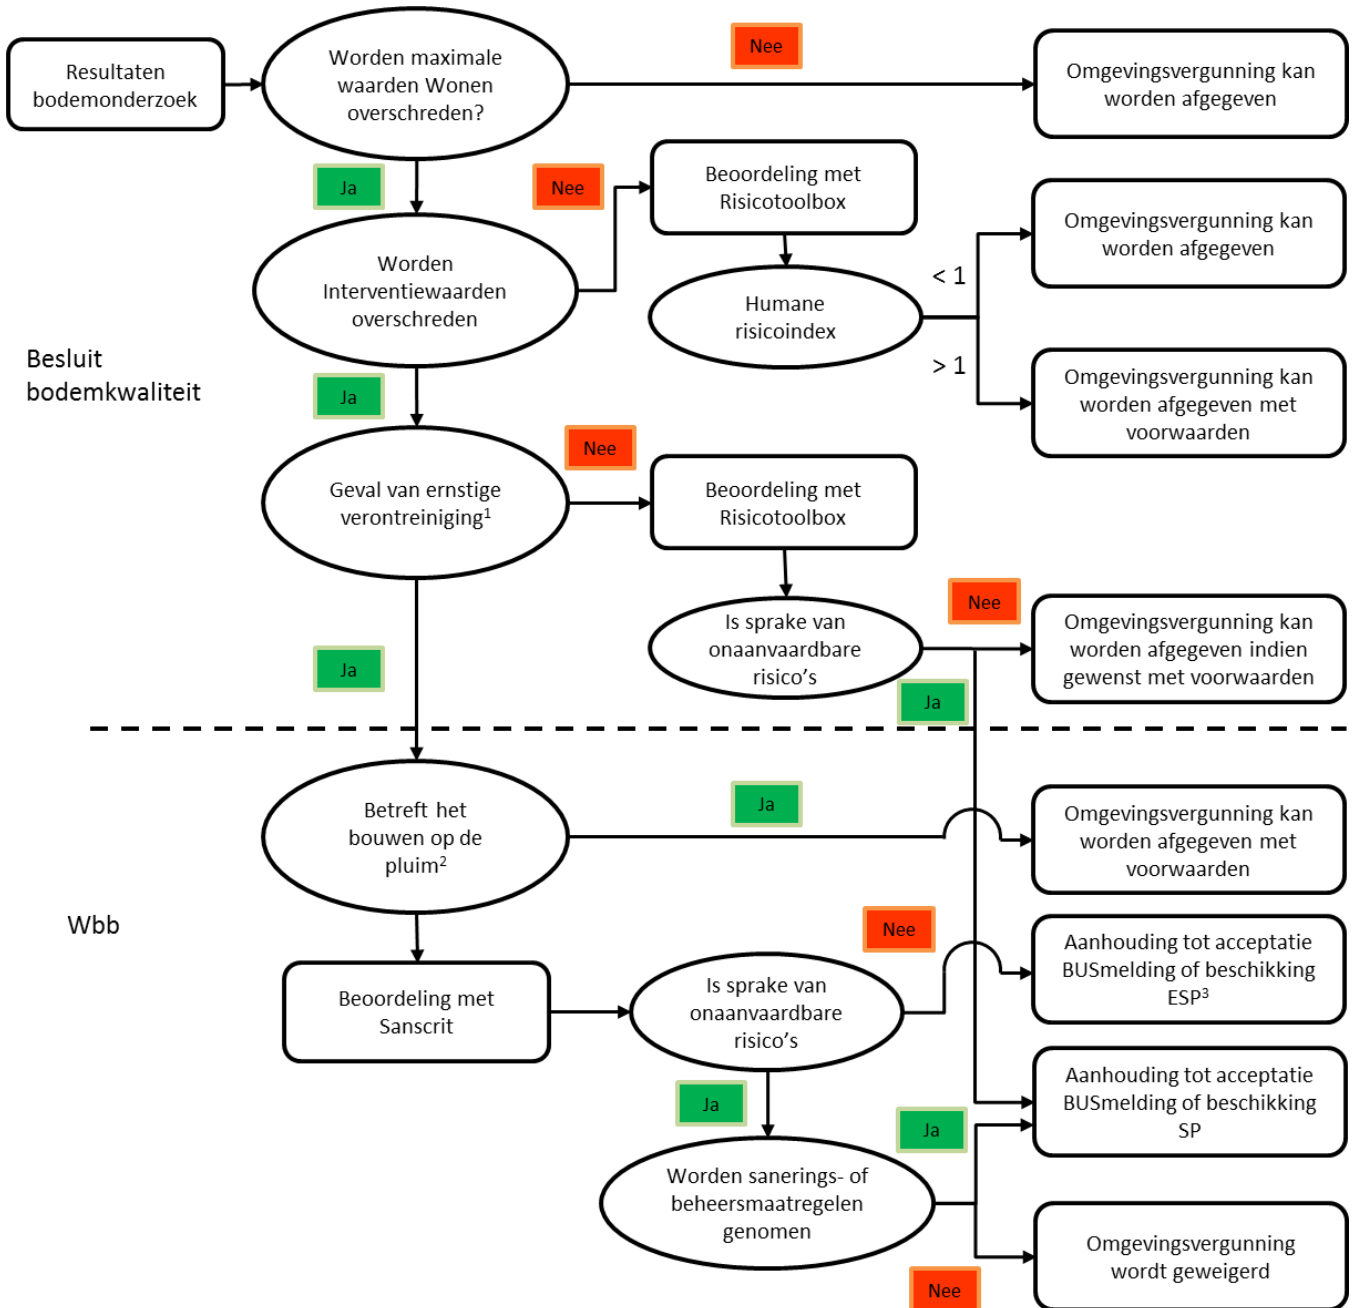 Resultaten
bodemonderzoek
Worden maximale
waarden Wonen
overschreden?
Nee
Omgevingsvergunning kan
worden afgegeven
Ja
Nee
Beoordeling met
Risicotoolbox
Omgevingsvergunning kan
worden afgegeven
Worden
Interventiewaarden
overschreden
< 1
Humane
risicoindex
> 1
Omgevingsvergunning kan
worden afgegeven met
voorwaarden
Besluit
bodemkwaliteit
Ja
Nee
Geval van ernstige
verontreiniging1
Beoordeling met
Risicotoolbox
Nee
Is sprake van
onaanvaardbare
risico's
Omgevingsvergunning kan
worden afgegeven indien
gewenst met voorwaarden
Ja
Ja
Betreft het
bouwen op de
pluim2
Ja
Omgevingsvergunning kan
worden afgegeven met
voorwaarden
Wbb
Nee
Aanhouding tot acceptatie
BUSmelding of beschikking
ESP3
Beoordeling met
Sanscrit
Is sprake van
onaanvaardbare
risico's
Ja
Ja
Aanhouding tot acceptatie
BUSmelding of beschikking
SP
Worden sanerings- of
beheersmaatregelen
genomen
Omgevingsvergunning
wordt geweigerd
Nee